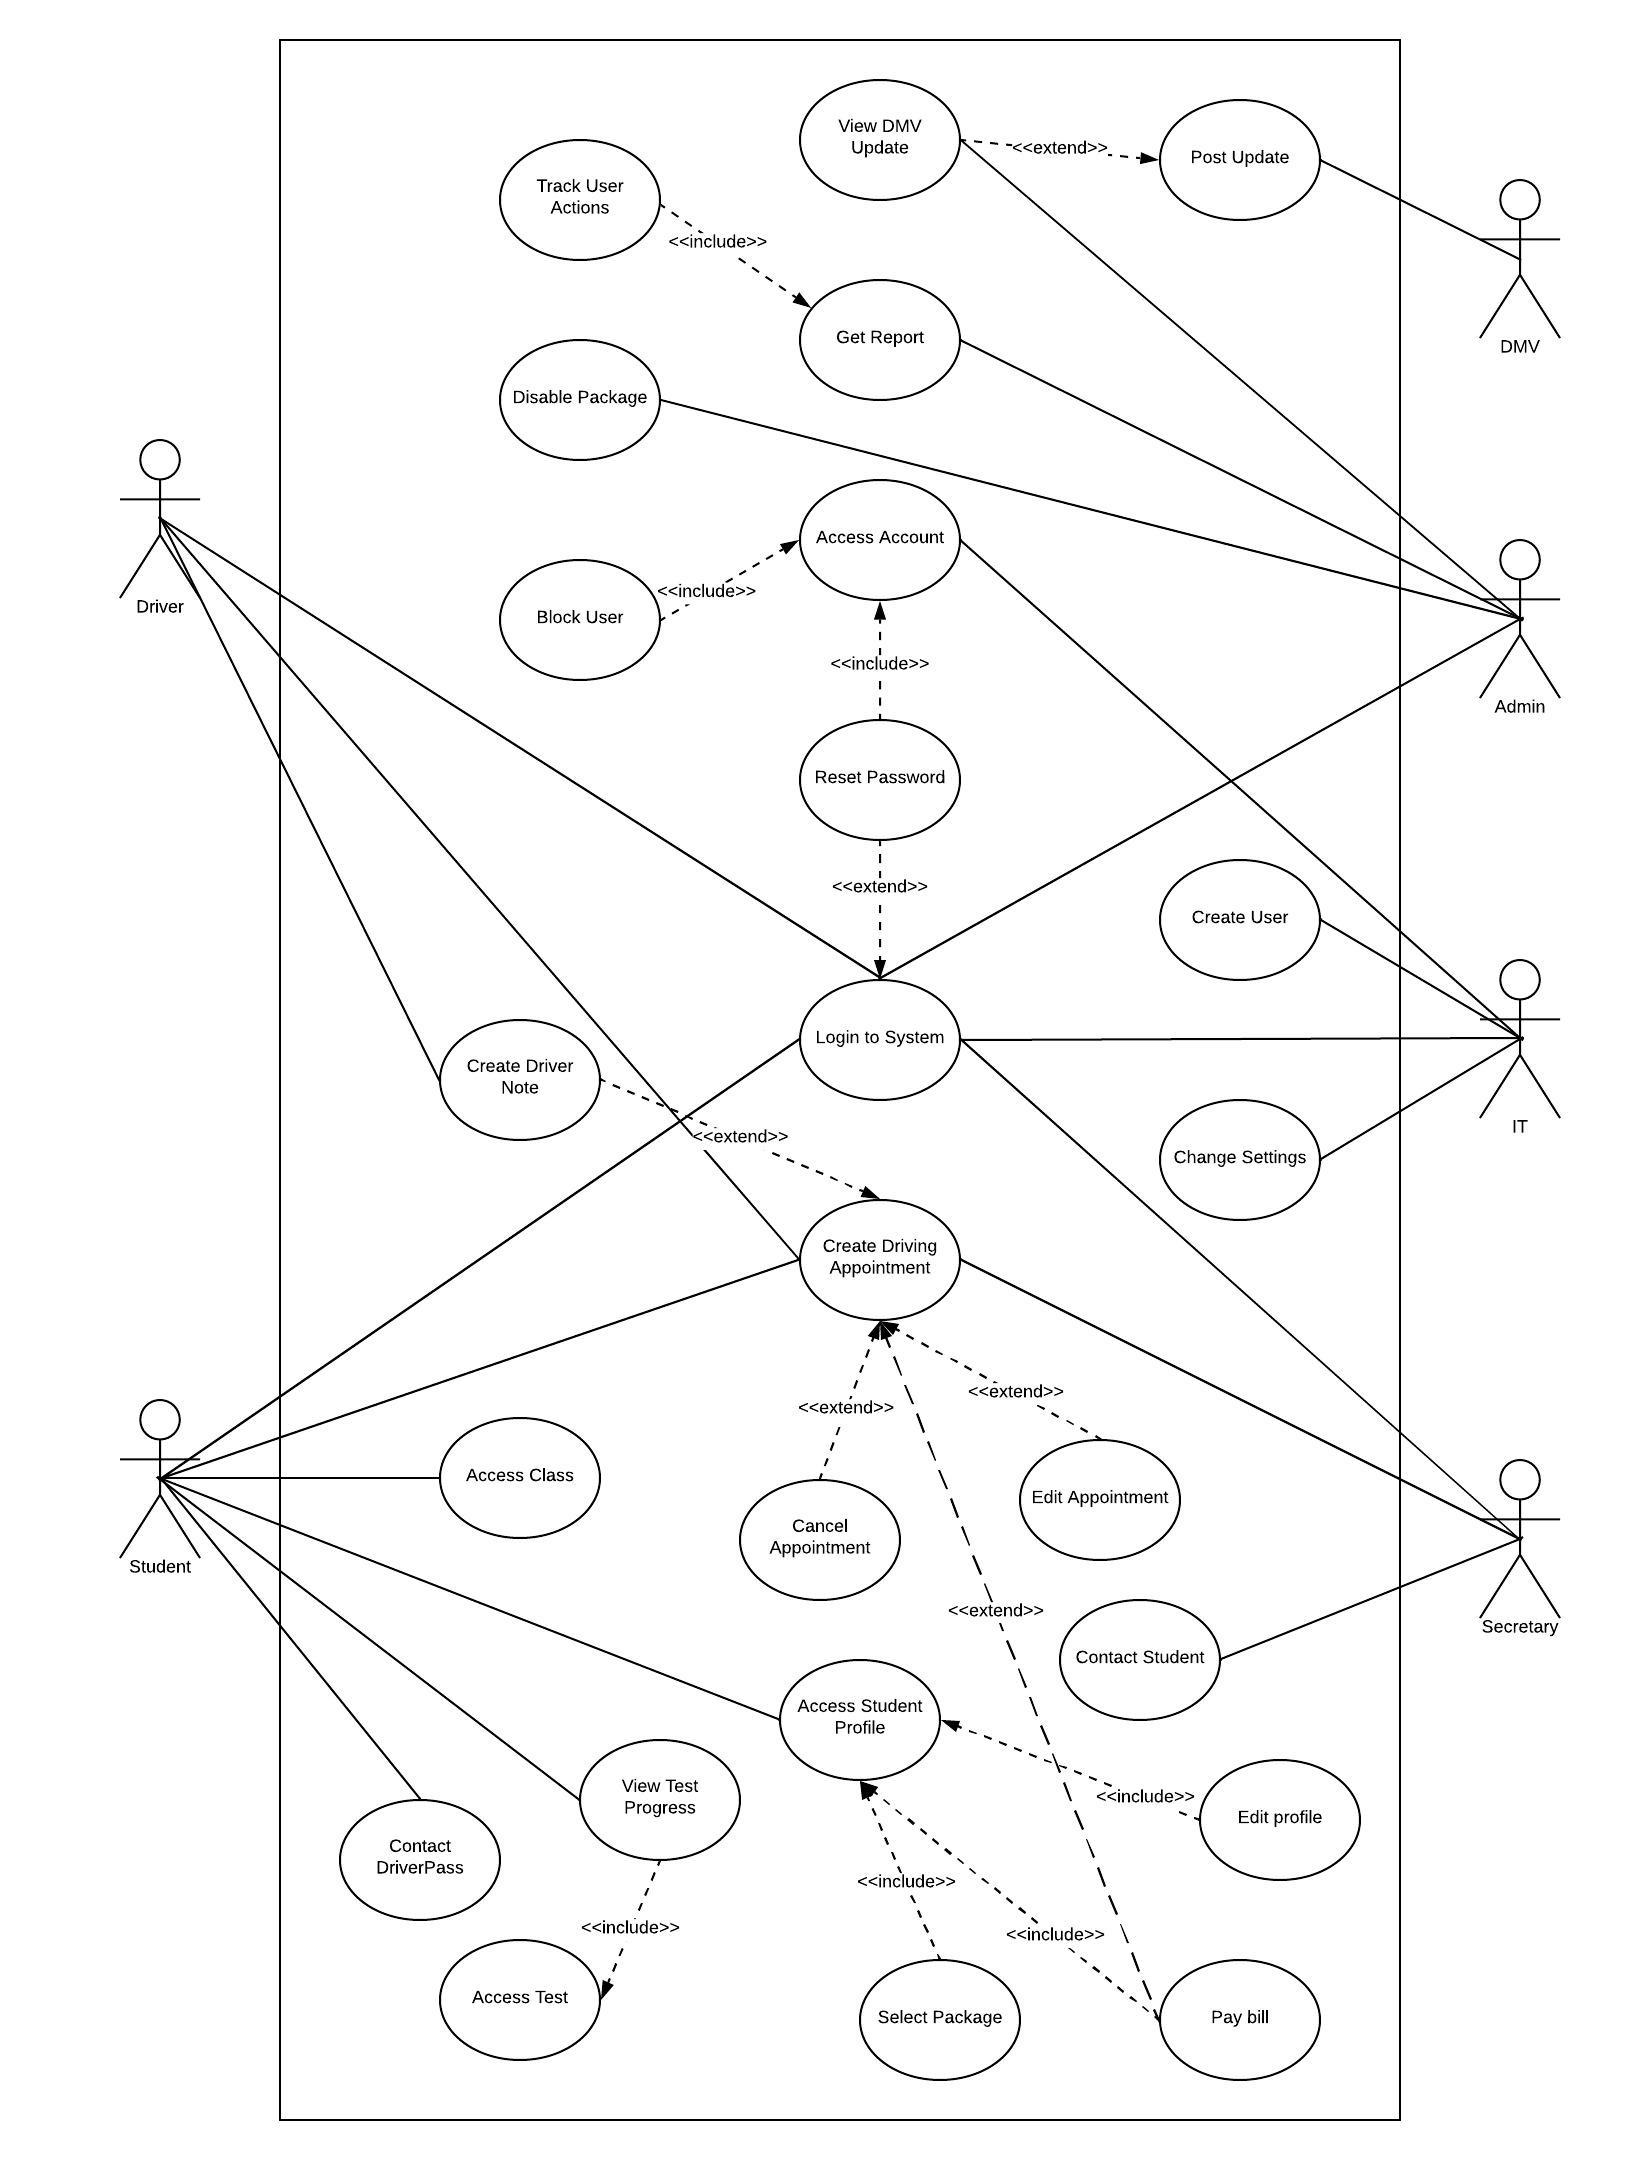 View DMV
Update
<<extend>>
Post Update
Track User
Actions
<<include>>
Get Report
DMV
Disable Package
Access Account
Driver
Block User
<<include>>
<<include>>
Admin
Reset Password
<<extend>>
Create User
Login to System
Create Driver
Note
<<extend>>
IT
Change Settings
Create Driving
Appointment
<<extend>>
<<extend>>
Access Class
Edit Appointment
Cancel
Appointment
Student
<<extend>>
Secretary
Contact Student
Access Student
Profile
View Test
Progress
<<include>>
Edit profile
Contact
DriverPass
<<include>>
<<include>>
<<include>>
Access Test
Select Package
Pay bill